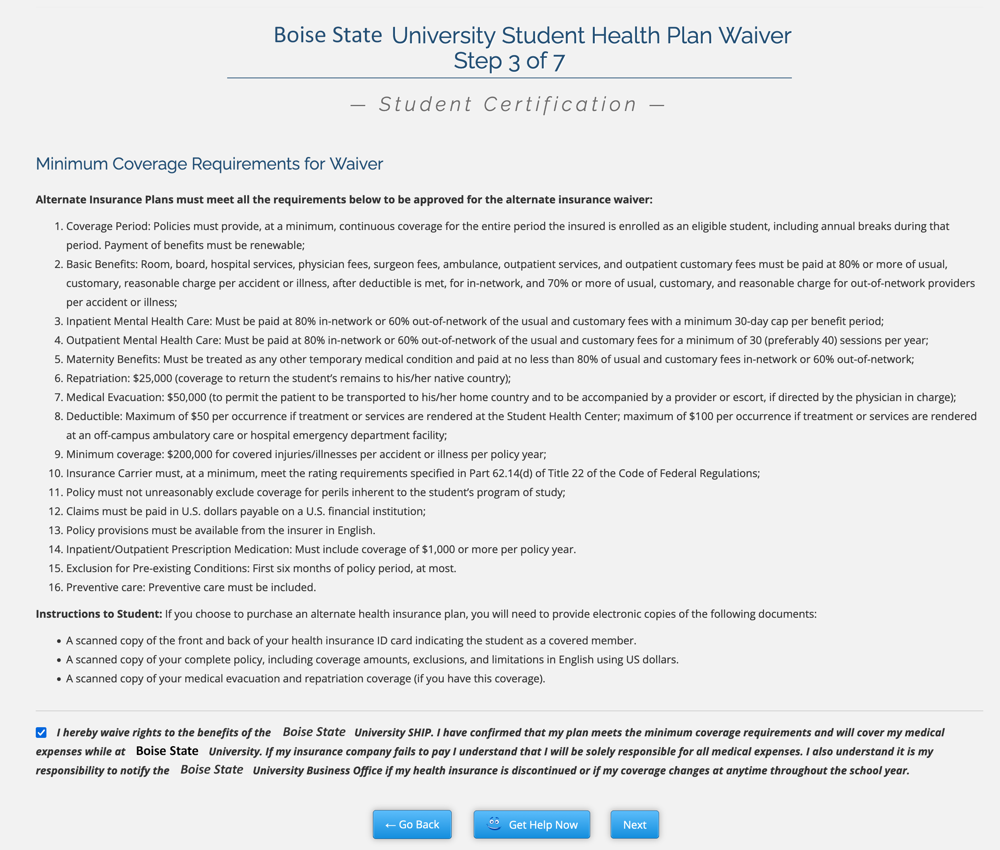 Boise State University Student Health Plan Waiver
Step 3 of 7
— Student Certification —
Minimum Coverage Requirements for Waiver
Alternate Insurance Plans must meet all the requirements below to be approved for the alternate insurance waiver:
1. Coverage Period: Policies must provide, at a minimum, continuous coverage for the entire period the insured is enrolled as an eligible student, including annual breaks during that
period. Payment of benefits must be renewable;
2. Basic Benefits: Room, board, hospital services, physician fees, surgeon fees, ambulance, outpatient services, and outpatient customary fees must be paid at 80% or more of usual,
customary, reasonable charge per accident or illness, after deductible is met, for in-network, and 70% or more of usual, customary, and reasonable charge for out-of-network providers
per accident or illness;
3. Inpatient Mental Health Care: Must be paid at 80% in-network or 60% out-of-network of the usual and customary fees with a minimum 30-day cap per benefit period;
4. Outpatient Mental Health Care: Must be paid at 80% in-network or 60% out-of-network of the usual and customary fees for a minimum of 30 (preferably 40) sessions per year;
5. Maternity Benefits: Must be treated as any other temporary medical condition and paid at no less than 80% of usual and customary fees in-network or 60% out-of-network;
6. Repatriation: $25,000 (coverage to return the student’s remains to his/her native country);
7. Medical Evacuation: $50,000 (to permit the patient to be transported to his/her home country and to be accompanied by a provider or escort, if directed by the physician in charge);
8. Deductible: Maximum of $50 per occurrence if treatment or services are rendered at the Student Health Center; maximum of $100 per occurrence if treatment or services are rendered
at an off-campus ambulatory care or hospital emergency department facility;
9. Minimum coverage: $200,000 for covered injuries/illnesses per accident or illness per policy year;
10. Insurance Carrier must, at a minimum, meet the rating requirements specified in Part 62.14(d) of Title 22 of the Code of Federal Regulations;
11. Policy must not unreasonably exclude coverage for perils inherent to the student’s program of study;
12. Claims must be paid in U.S. dollars payable on a U.S. financial institution;
13. Policy provisions must be available from the insurer in English.
14. Inpatient/Outpatient Prescription Medication: Must include coverage of $1,000 or more per policy year.
15. Exclusion for Pre-existing Conditions: First six months of policy period, at most.
16. Preventive care: Preventive care must be included.
Instructions to Student: If you choose to purchase an alternate health insurance plan, you will need to provide electronic copies of the following documents:
• A scanned copy of the front and back of your health insurance ID card indicating the student as a covered member.
• A scanned copy of your complete policy, including coverage amounts, exclusions, and limitations in English using US dollars.
• A scanned copy of your medical evacuation and repatriation coverage (if you have this coverage).
I hereby waive rights to the benefits of the Boise State University SHIP. I have confirmed that my plan meets the minimum coverage requirements and will cover my medical
expenses while at Boise State University. If my insurance company fails to pay I understand that I will be solely responsible for all medical expenses. I also understand it is my
responsibility to notify the Boise State University Business Office if my health insurance is discontinued or if my coverage changes at anytime throughout the school year.
← Go Back Get Help Now Next